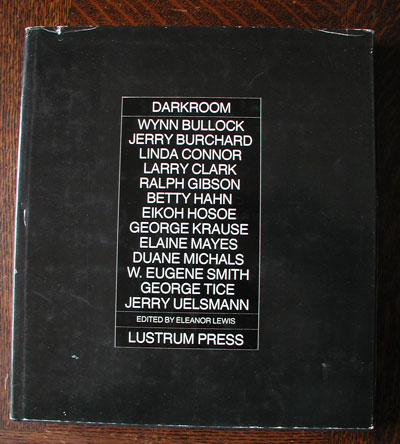 DARKROOM
WYNN BULLOCK
JERRY BURCHARD
LINDA CONNOR
LARRY CLARK
RALPH GIBSON
BETTY HAHN
EIKOH HOSOE
GEORGE KRAUSE
ELAINE MAYES
DUANE MICHALS
W. EUGENE SMITH
GEORGE TICE
JERRY UELSMANN
EDITED BY ELEANOR LEWIS
LUSTRUM PRESS